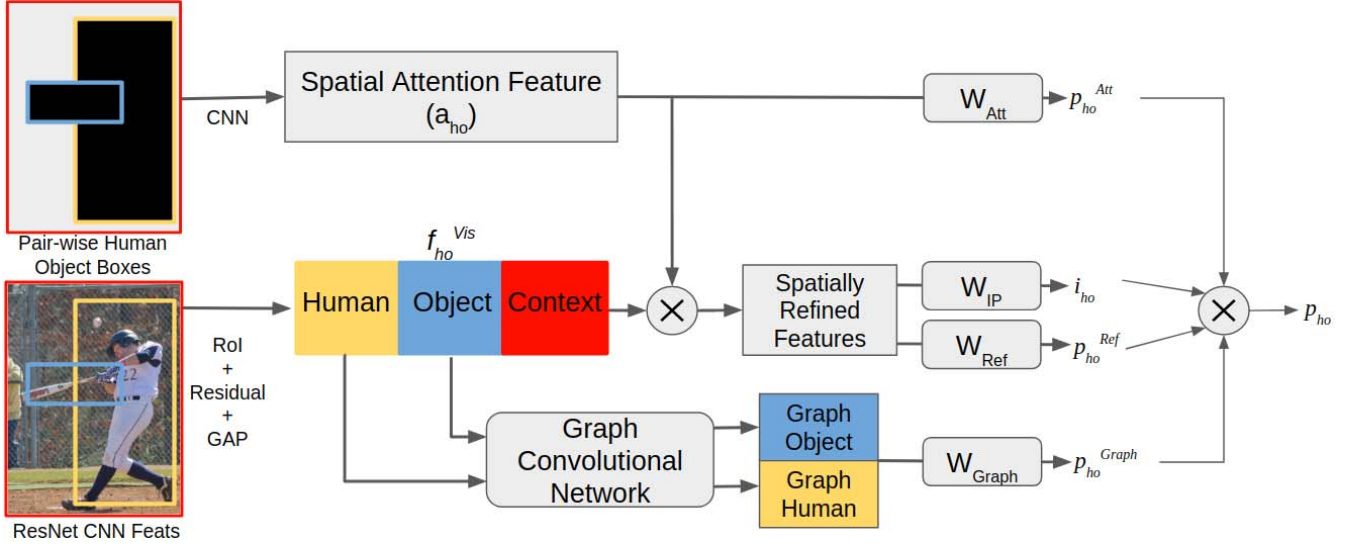 Spatial Attention Feature
(a_ho)
CNN
W_Att
p_ho^Att
Pair-wise Human
Object Boxes
f_ho^Vis
Human
Object
Context
×
Spatially
Refined
Features
W_IP
i_ho
W_Ref
p_ho^Ref
×
p_ho
RoI
+
Residual
+
GAP
22
Graph
Convolutional
Network
Graph
Object
Graph
Human
W_Graph
p_ho^Graph
ResNet CNN Feats